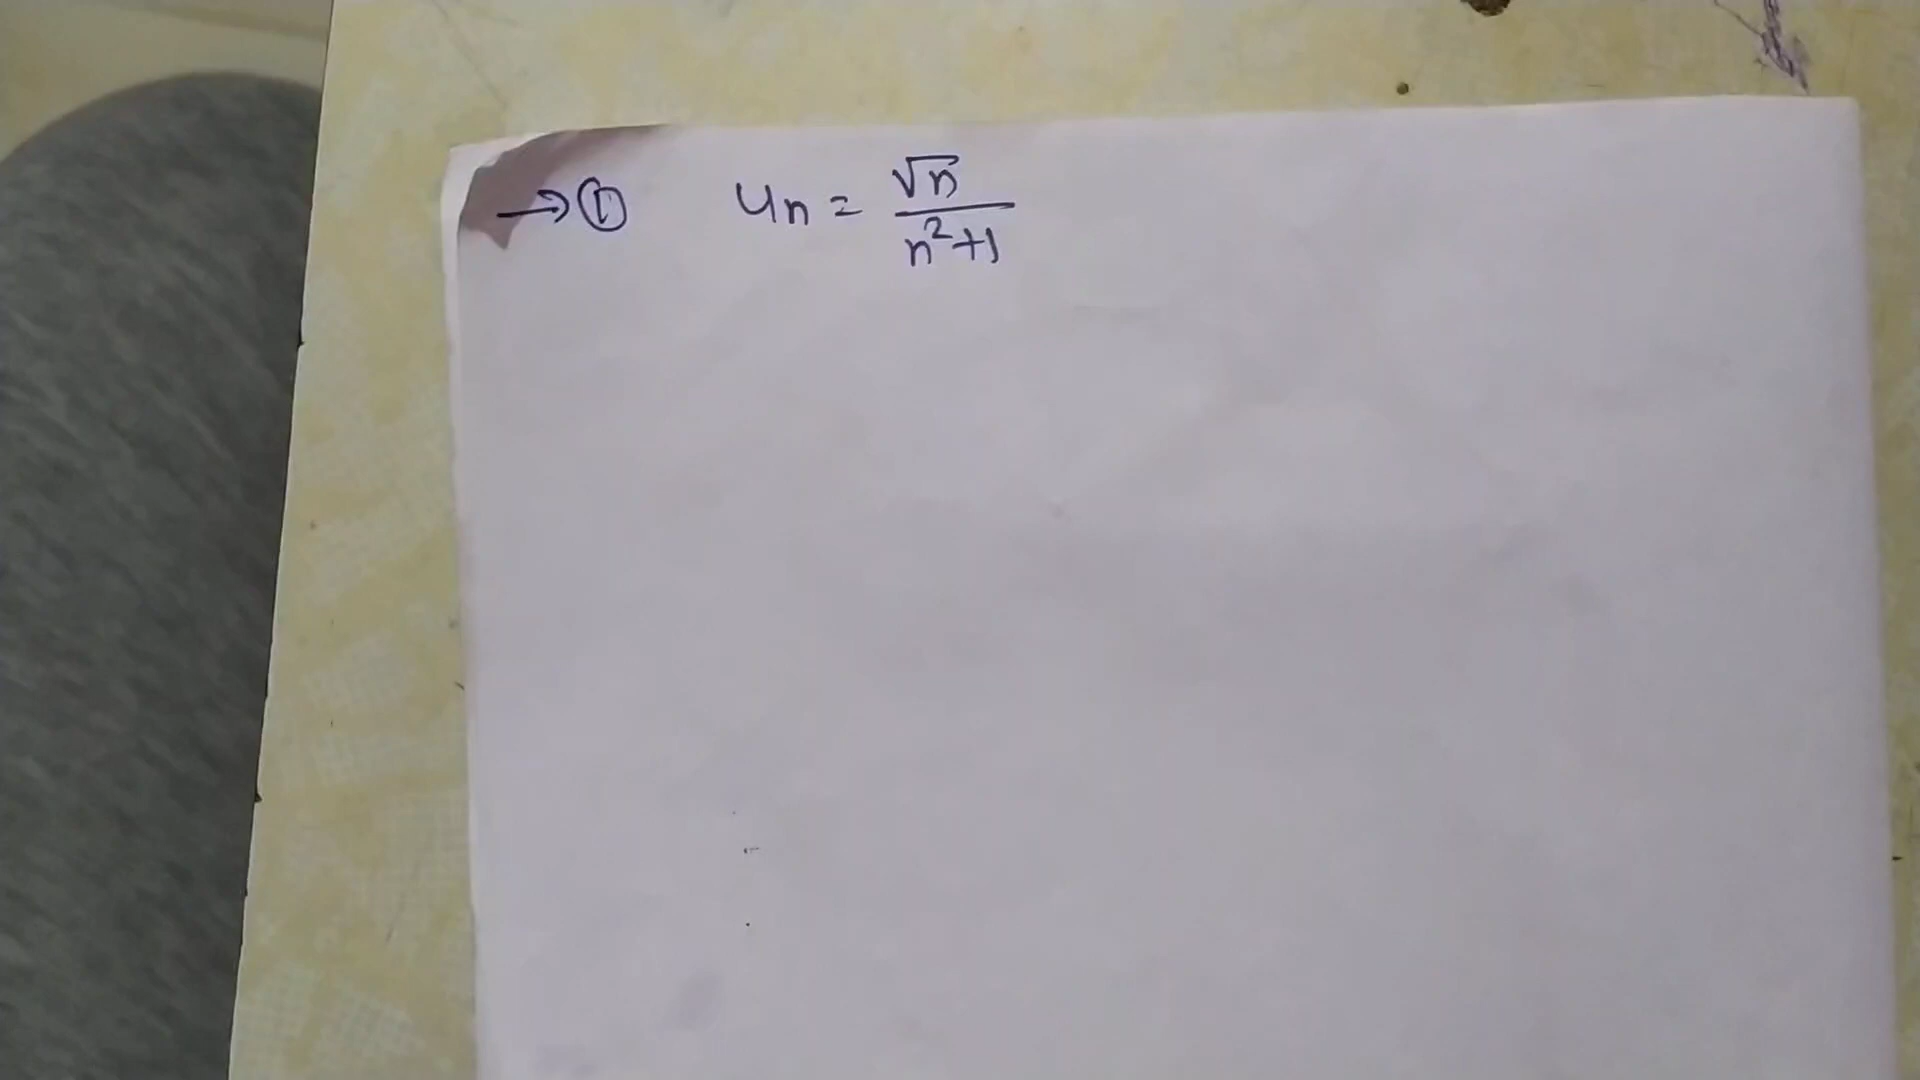 →① un = √n / n²+1